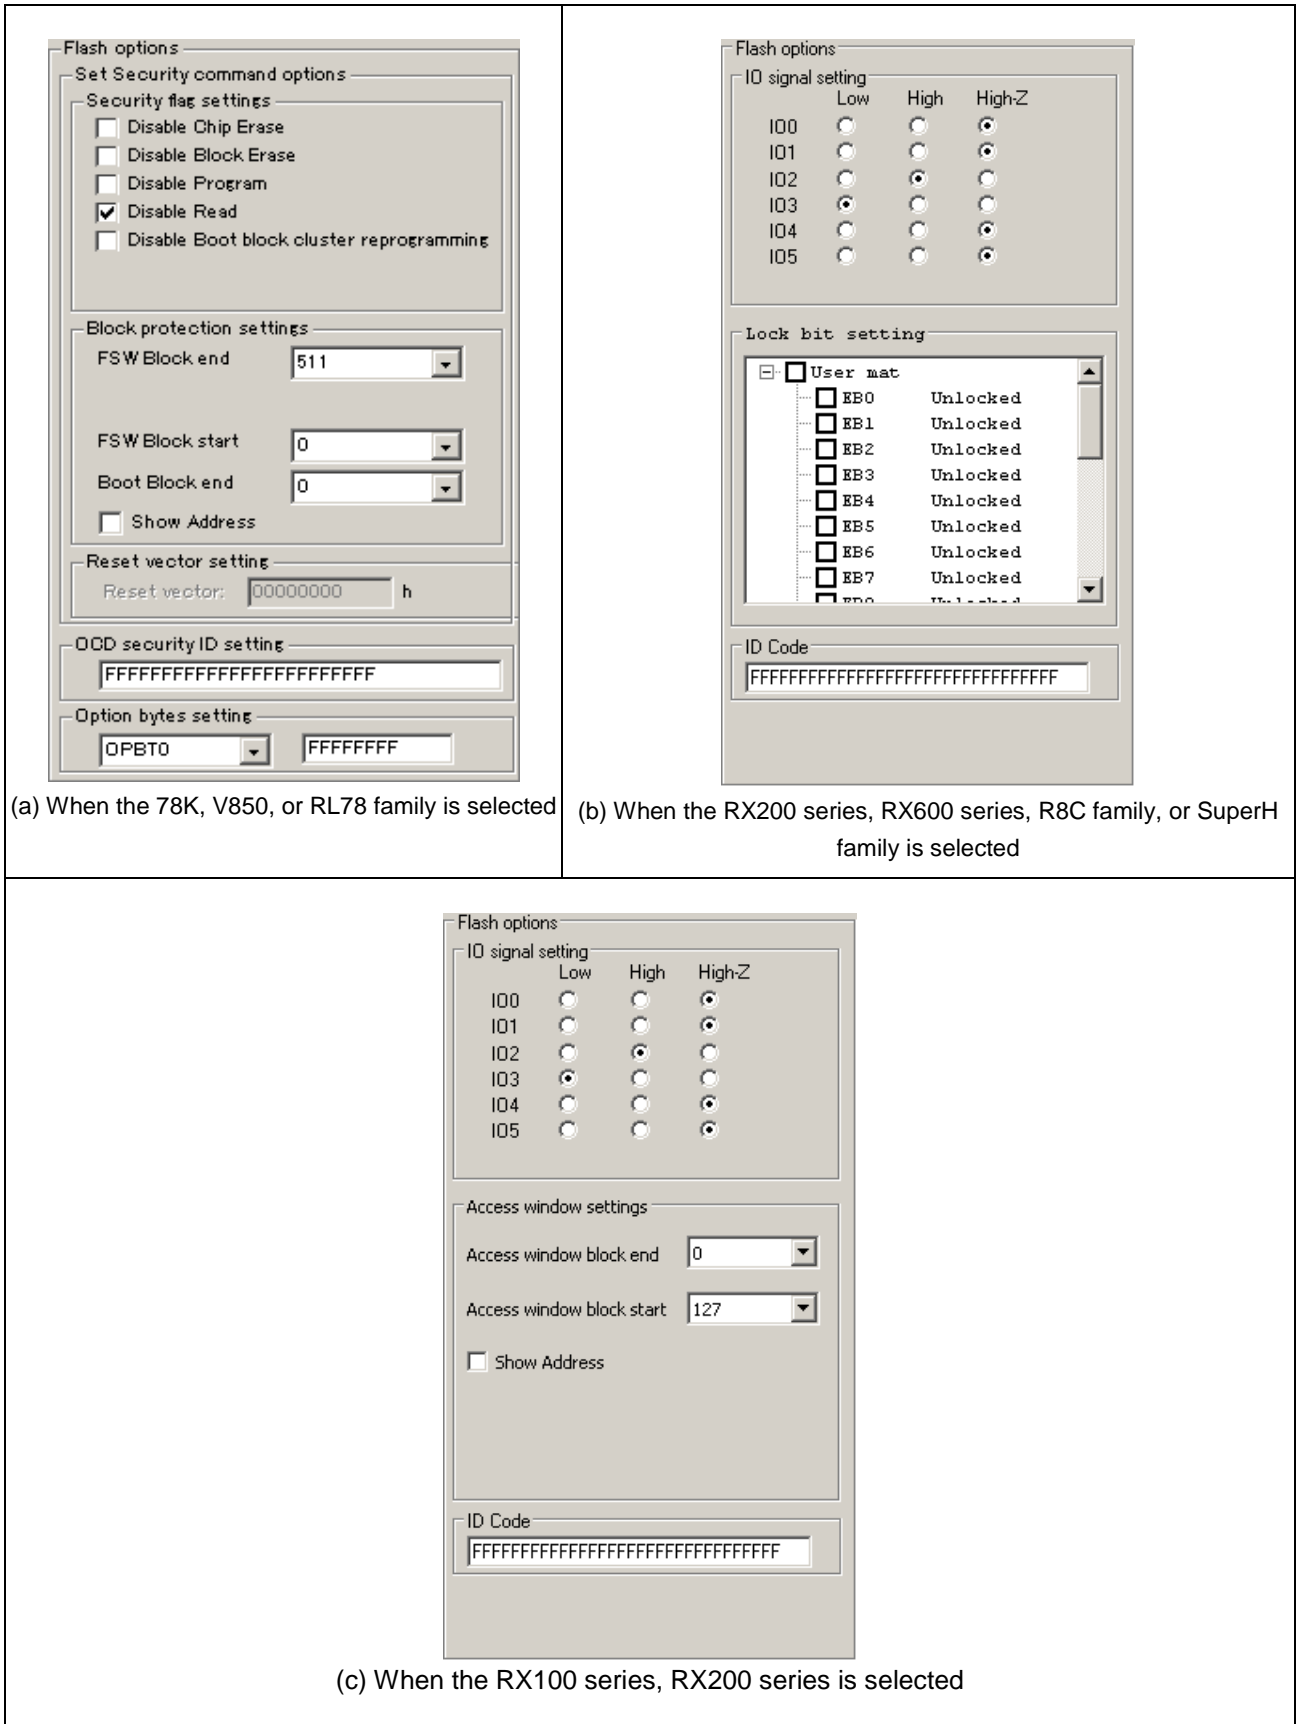 Flash options
Set Security command options
Security flag settings
Disable Chip Erase
Disable Block Erase
Disable Program
Disable Read
Disable Boot block cluster reprogramming
Block protection settings
FSW Block end 511
FSW Block start 0
Boot Block end 0
Show Address
Reset vector setting
Reset vector: 00000000 h
OCD security ID setting
FFFFFFFFFFFFFFFFFFFFFFFF
Option bytes setting
OPBT0 FFFFFFFF
(a) When the 78K, V850, or RL78 family is selected
Flash options
IO signal setting
Low High High-Z
IO0
IO1
IO2
IO3
IO4
IO5
Lock bit setting
User mat
EB0 Unlocked
EB1 Unlocked
EB2 Unlocked
EB3 Unlocked
EB4 Unlocked
EB5 Unlocked
EB6 Unlocked
EB7 Unlocked
ID Code
FFFFFFFFFFFFFFFFFFFFFFFFFFFFFFFF
(b) When the RX200 series, RX600 series, R8C family, or SuperH
family is selected
Flash options
IO signal setting
Low High High-Z
IO0
IO1
IO2
IO3
IO4
IO5
Access window settings
Access window block end 0
Access window block start 127
Show Address
ID Code
FFFFFFFFFFFFFFFFFFFFFFFFFFFFFFFF
(c) When the RX100 series, RX200 series is selected